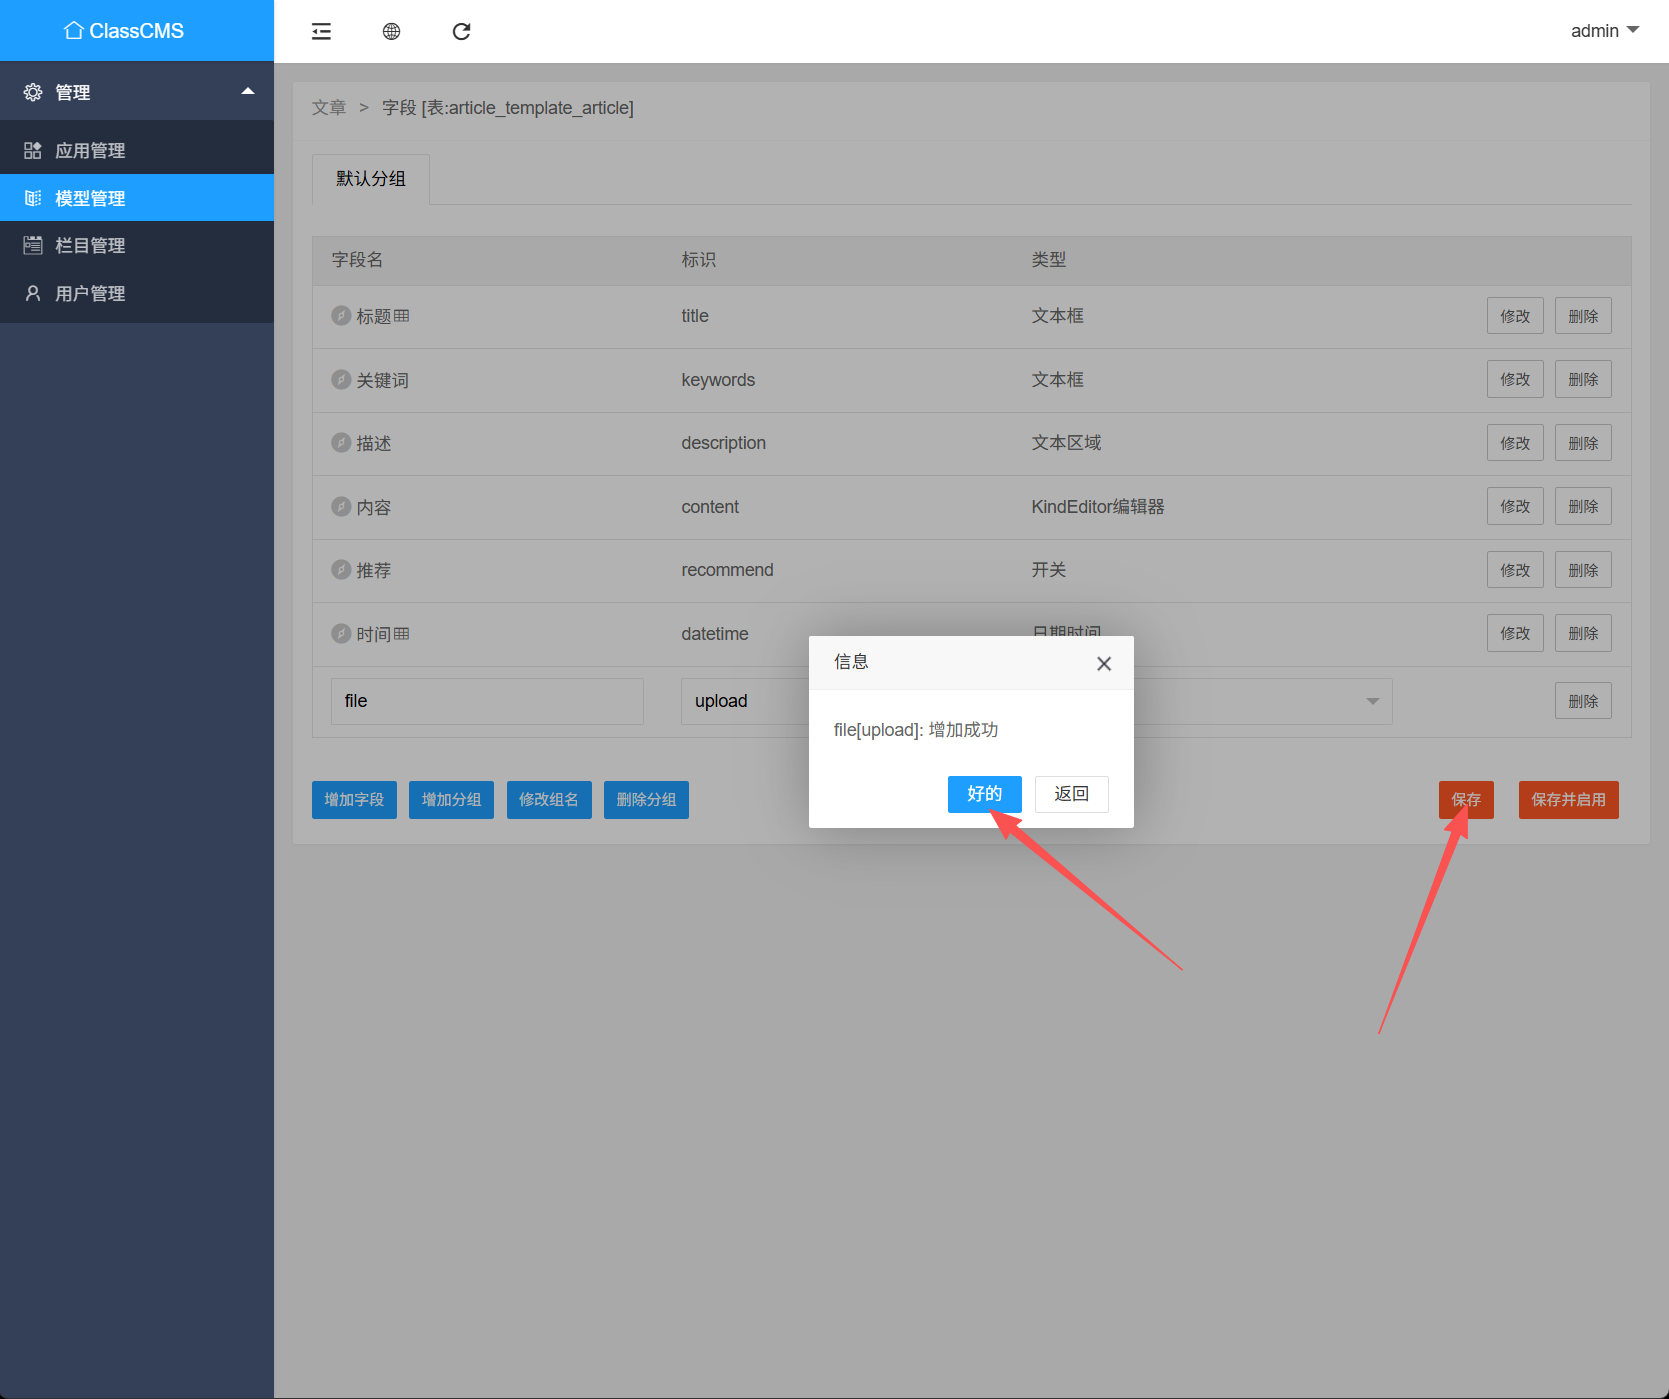 ClassCMS
admin
管理
应用管理
模型管理
栏目管理
用户管理
文章 > 字段 [表:article_template_article]
默认分组
字段名 标识 类型
标题 title 文本框 修改 删除
关键词 keywords 文本框 修改 删除
描述 description 文本区域 修改 删除
内容 content KindEditor编辑器 修改 删除
推荐 recommend 开关 修改 删除
时间 datetime 日期时间 修改 删除
file upload 删除
信息
file[upload]: 增加成功
好的 返回
增加字段 增加分组 修改组名 删除分组 保存 保存并启用